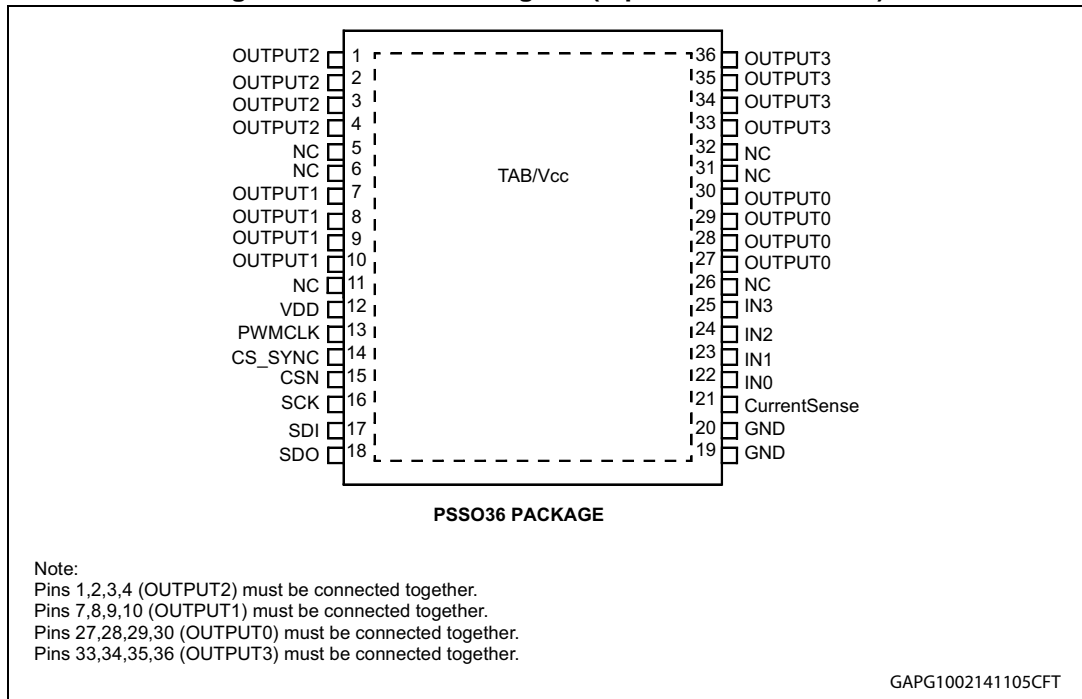 OUTPUT2 1 36 OUTPUT3
OUTPUT2 2 35 OUTPUT3
OUTPUT2 3 34 OUTPUT3
OUTPUT2 4 33 OUTPUT3
NC 5 32 NC
NC 6 TAB/Vcc 31 NC
OUTPUT1 7 30 OUTPUT0
OUTPUT1 8 29 OUTPUT0
OUTPUT1 9 28 OUTPUT0
OUTPUT1 10 27 OUTPUT0
NC 11 26 NC
VDD 12 25 IN3
PWMCLK 13 24 IN2
CS_SYNC 14 23 IN1
CSN 15 22 IN0
SCK 16 21 CurrentSense
SDI 17 20 GND
SDO 18 19 GND
PSSO36 PACKAGE
Note:
Pins 1,2,3,4 (OUTPUT2) must be connected together.
Pins 7,8,9,10 (OUTPUT1) must be connected together.
Pins 27,28,29,30 (OUTPUT0) must be connected together.
Pins 33,34,35,36 (OUTPUT3) must be connected together.
GAPG1002141105CFT